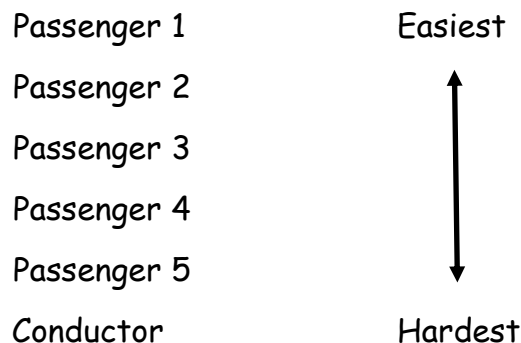 Passenger 1 Easiest
Passenger 2
Passenger 3
Passenger 4
Passenger 5
Conductor Hardest